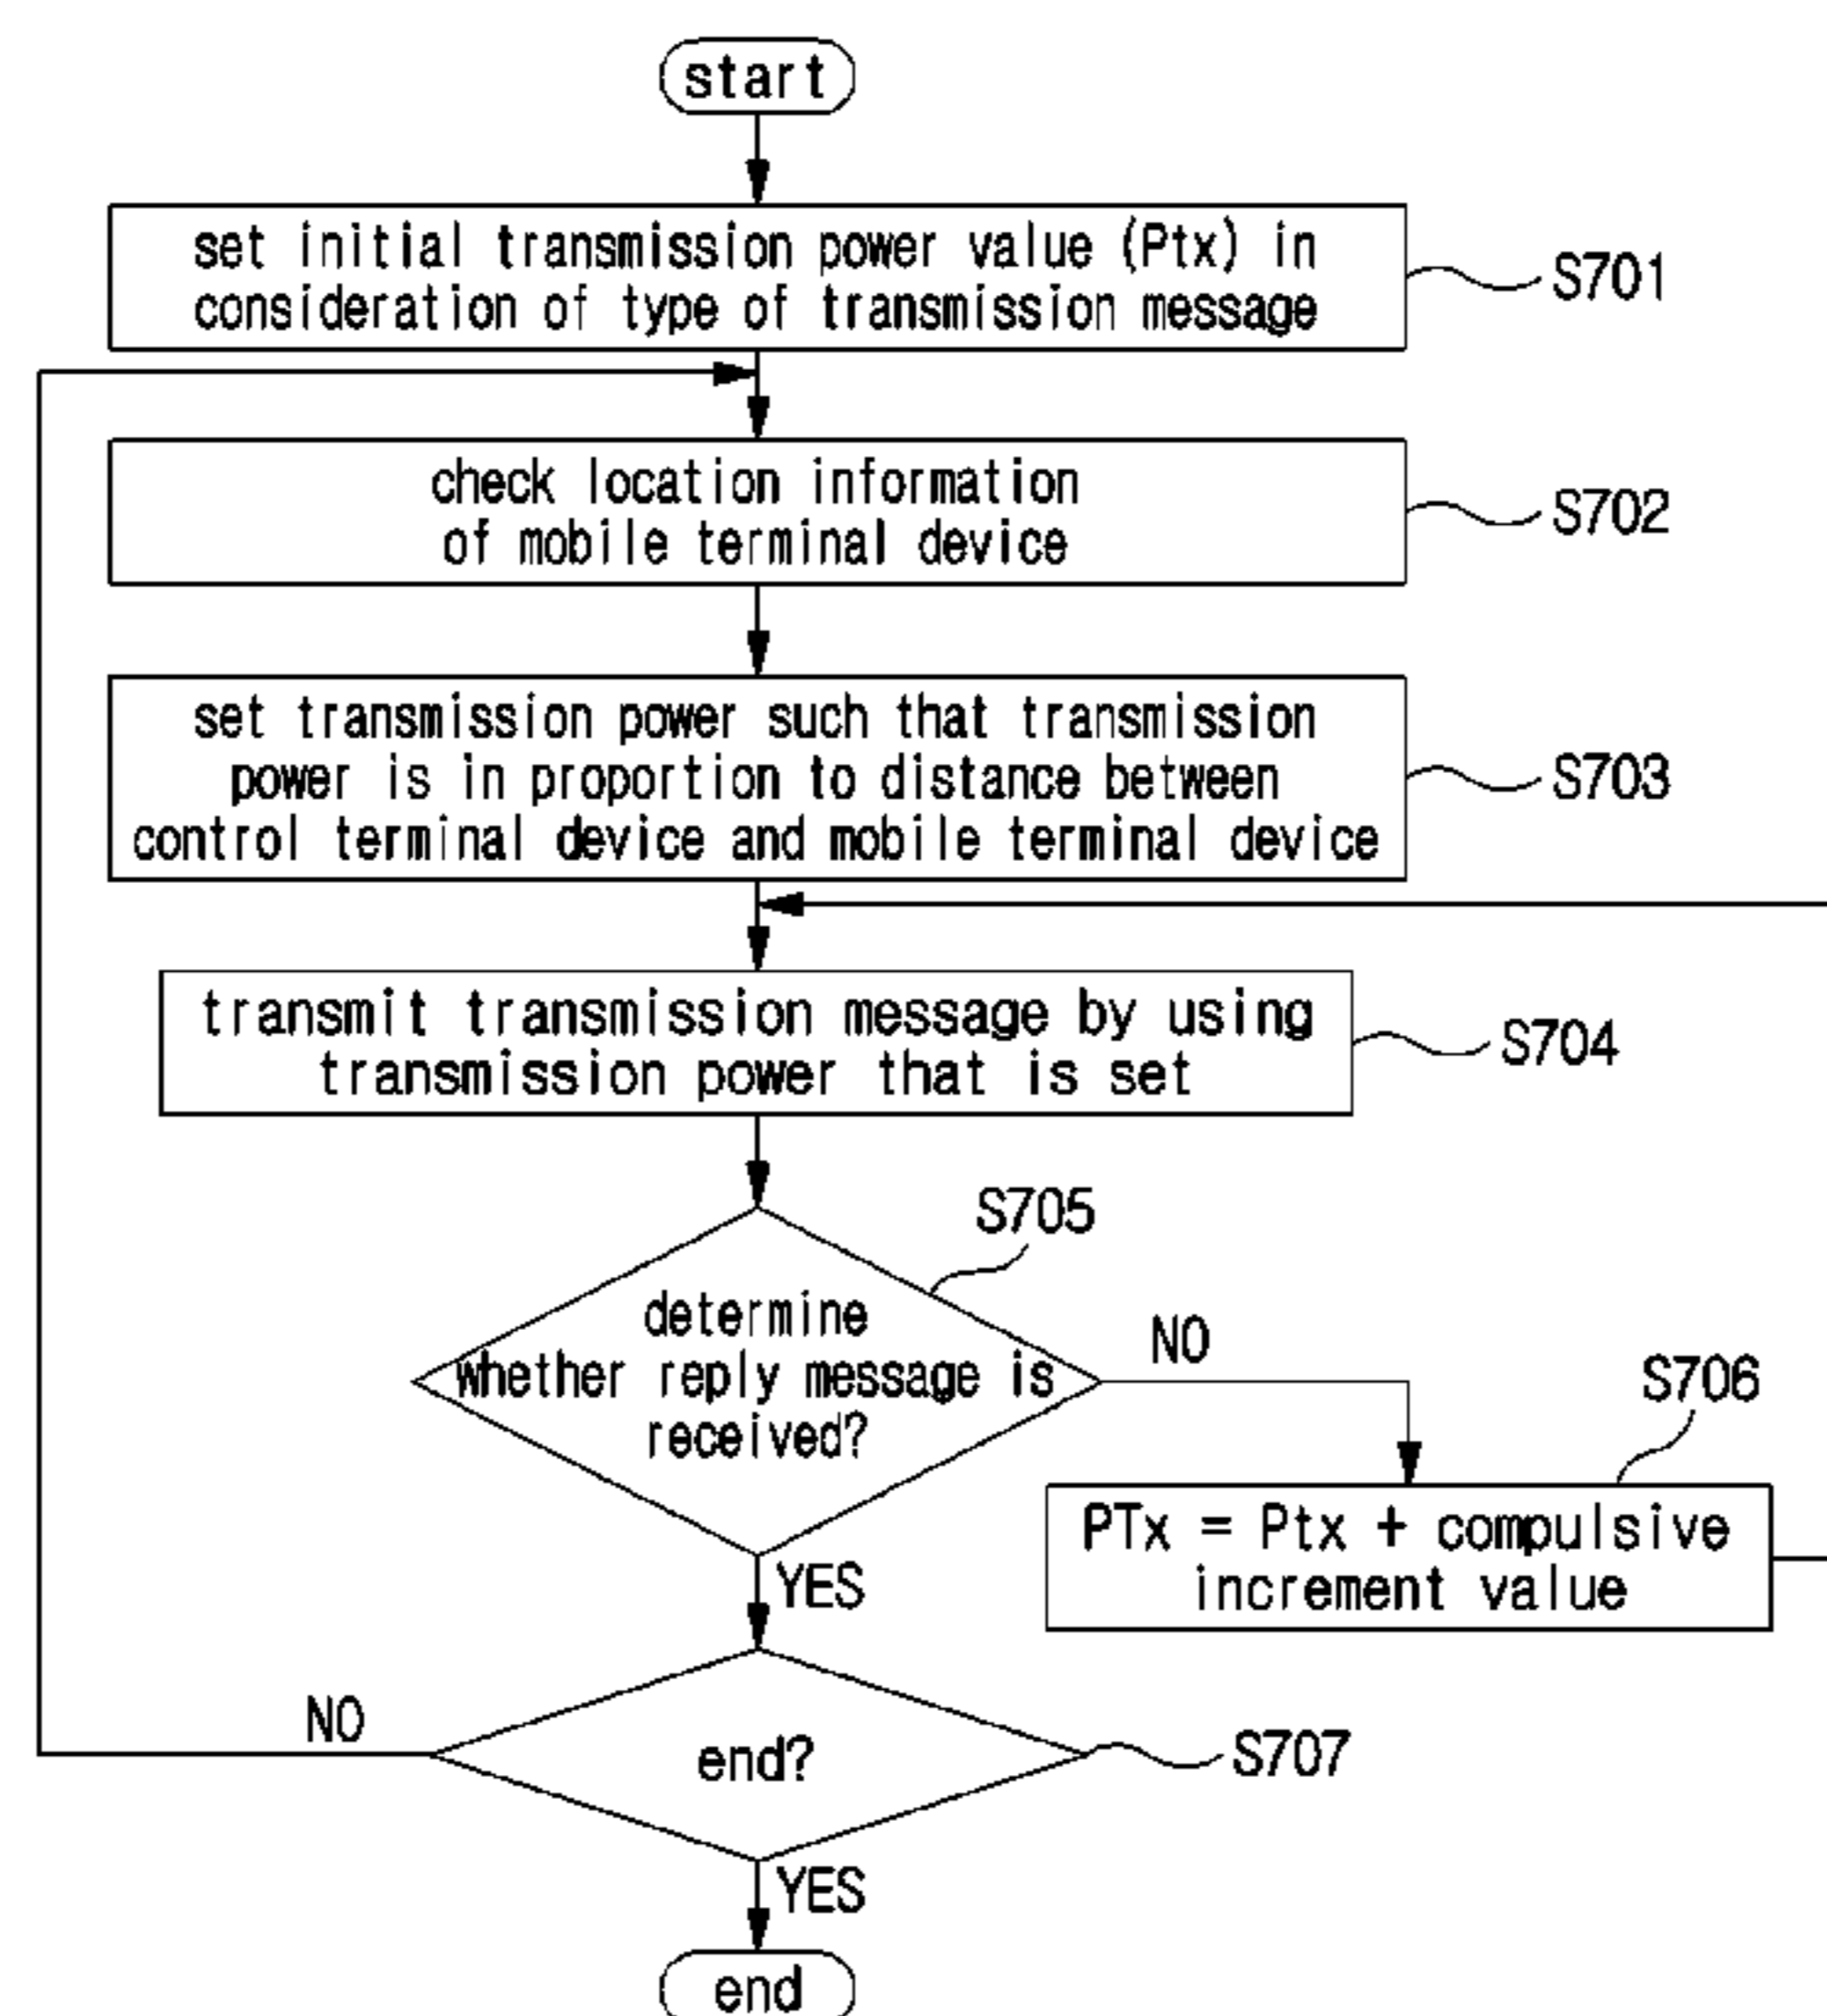 start
set initial transmission power value (Ptx) in
consideration of type of transmission message
S701
check location information
of mobile terminal device
S702
set transmission power such that transmission
power is in proportion to distance between
control terminal device and mobile terminal device
S703
transmit transmission message by using
transmission power that is set
S704
S705
determine
whether reply message is
received?
NO
S706
PTx = Ptx + compulsive
increment value
YES
NO
end?
S707
YES
end